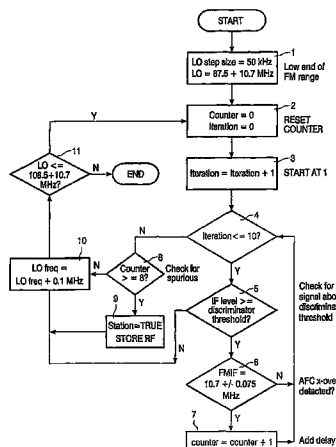 START
1
LO step size = 50 kHz
LO = 87.5 + 10.7 MHz
Low end of
FM range
2
Counter = 0
Iteration = 0
RESET
COUNTER
3
Iteration = Iteration + 1
START AT 1
4
Iteration <= 10?
Y
N
5
IF level >=
discriminator
threshold?
Y
N
Check for
signal abo
discrimina
threshold
6
FMIF =
10.7 +/- 0.075
MHz
N
Y
AFC x-ove
detected?
7
counter = counter + 1
Add delay
8
Counter
>= 8?
Check for
spurious
N
Y
9
Station=TRUE
STORE RF
10
LO freq =
LO freq + 0.1 MHz
11
LO <=
108.5+10.7
MHz?
Y
N
END